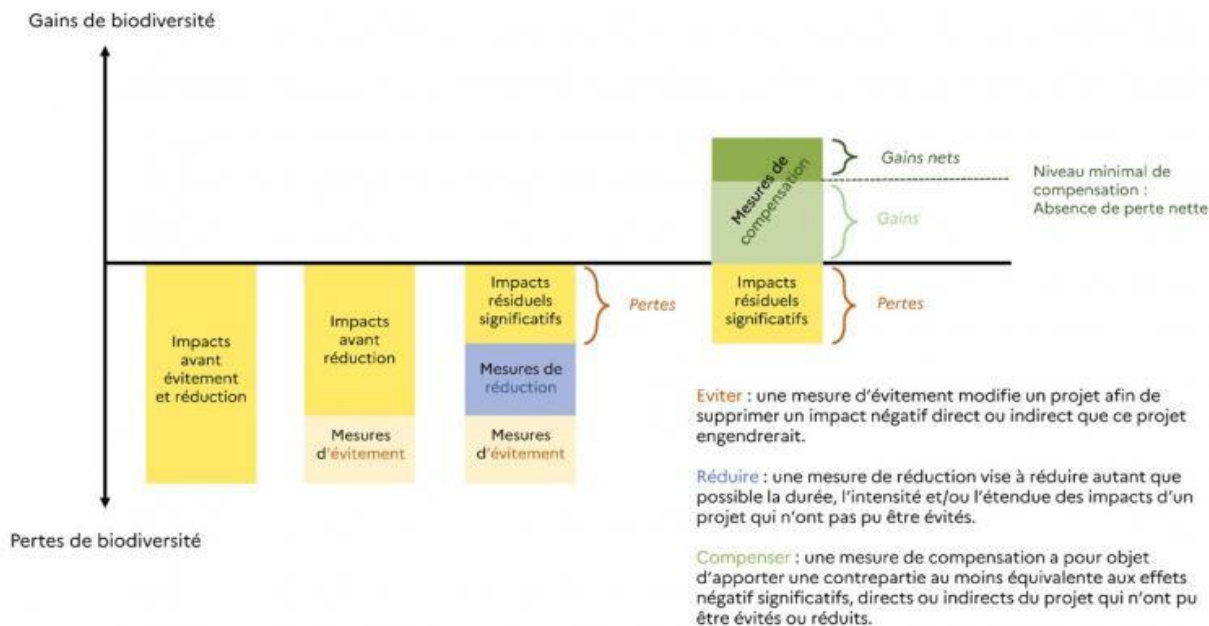 Gains de biodiversité
Mesures de
compensation
Gains nets
Niveau minimal de
compensation :
Absence de perte nette
Gains
Impacts
avant
évitement
et réduction
Impacts
avant
réduction
Mesures
d'évitement
Impacts
résiduels
significatifs
Pertes
Mesures de
réduction
Mesures
d'évitement
Impacts
résiduels
significatifs
Pertes
Pertes de biodiversité
Eviter : une mesure d'évitement modifie un projet afin de
supprimer un impact négatif direct ou indirect que ce projet
engendrerait.
Réduire : une mesure de réduction vise à réduire autant que
possible la durée, l'intensité et/ou l'étendue des impacts d'un
projet qui n'ont pas pu être évités.
Compenser : une mesure de compensation a pour objet
d'apporter une contrepartie au moins équivalente aux effets
négatif significatifs, directs ou indirects du projet qui n'ont pu
être évités ou réduits.